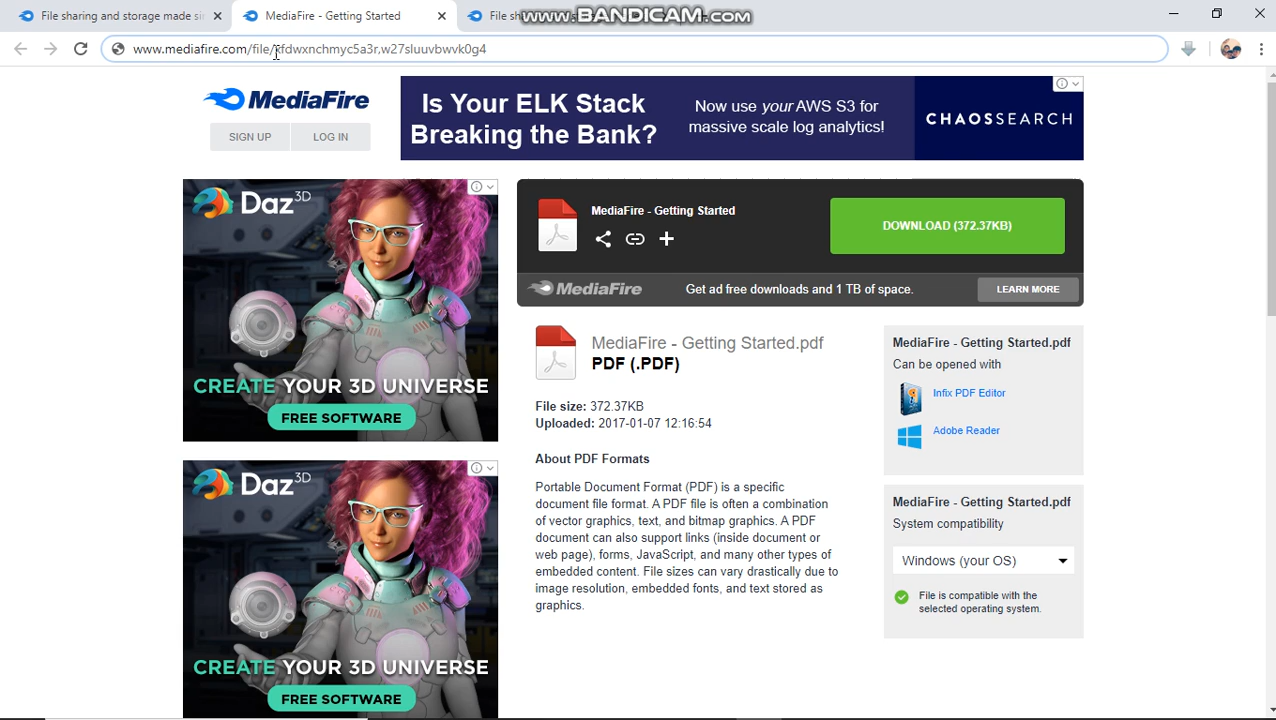 File sharing and storage made si
MediaFire - Getting Started
File sh
www.BANDICAM.com
www.mediafire.com/file/ifdwxnchmyc5a3r,w27sluuvbwvk0g4
MediaFire
SIGN UP
LOG IN
Is Your ELK Stack
Breaking the Bank?
Now use your AWS S3 for
massive scale log analytics!
CHAOSSEARCH
Daz 3D
CREATE YOUR 3D UNIVERSE
FREE SOFTWARE
MediaFire - Getting Started
DOWNLOAD (372.37KB)
MediaFire
Get ad free downloads and 1 TB of space.
LEARN MORE
MediaFire - Getting Started.pdf
PDF (.PDF)
File size: 372.37KB
Uploaded: 2017-01-07 12:16:54
About PDF Formats
Portable Document Format (PDF) is a specific
document file format. A PDF file is often a combination
of vector graphics, text, and bitmap graphics. A PDF
document can also support links (inside document or
web page), forms, JavaScript, and many other types of
embedded content. File sizes can vary drastically due to
image resolution, embedded fonts, and text stored as
graphics.
MediaFire - Getting Started.pdf
Can be opened with
Infix PDF Editor
Adobe Reader
MediaFire - Getting Started.pdf
System compatibility
Windows (your OS)
File is compatible with the
selected operating system.
Daz 3D
CREATE YOUR 3D UNIVERSE
FREE SOFTWARE